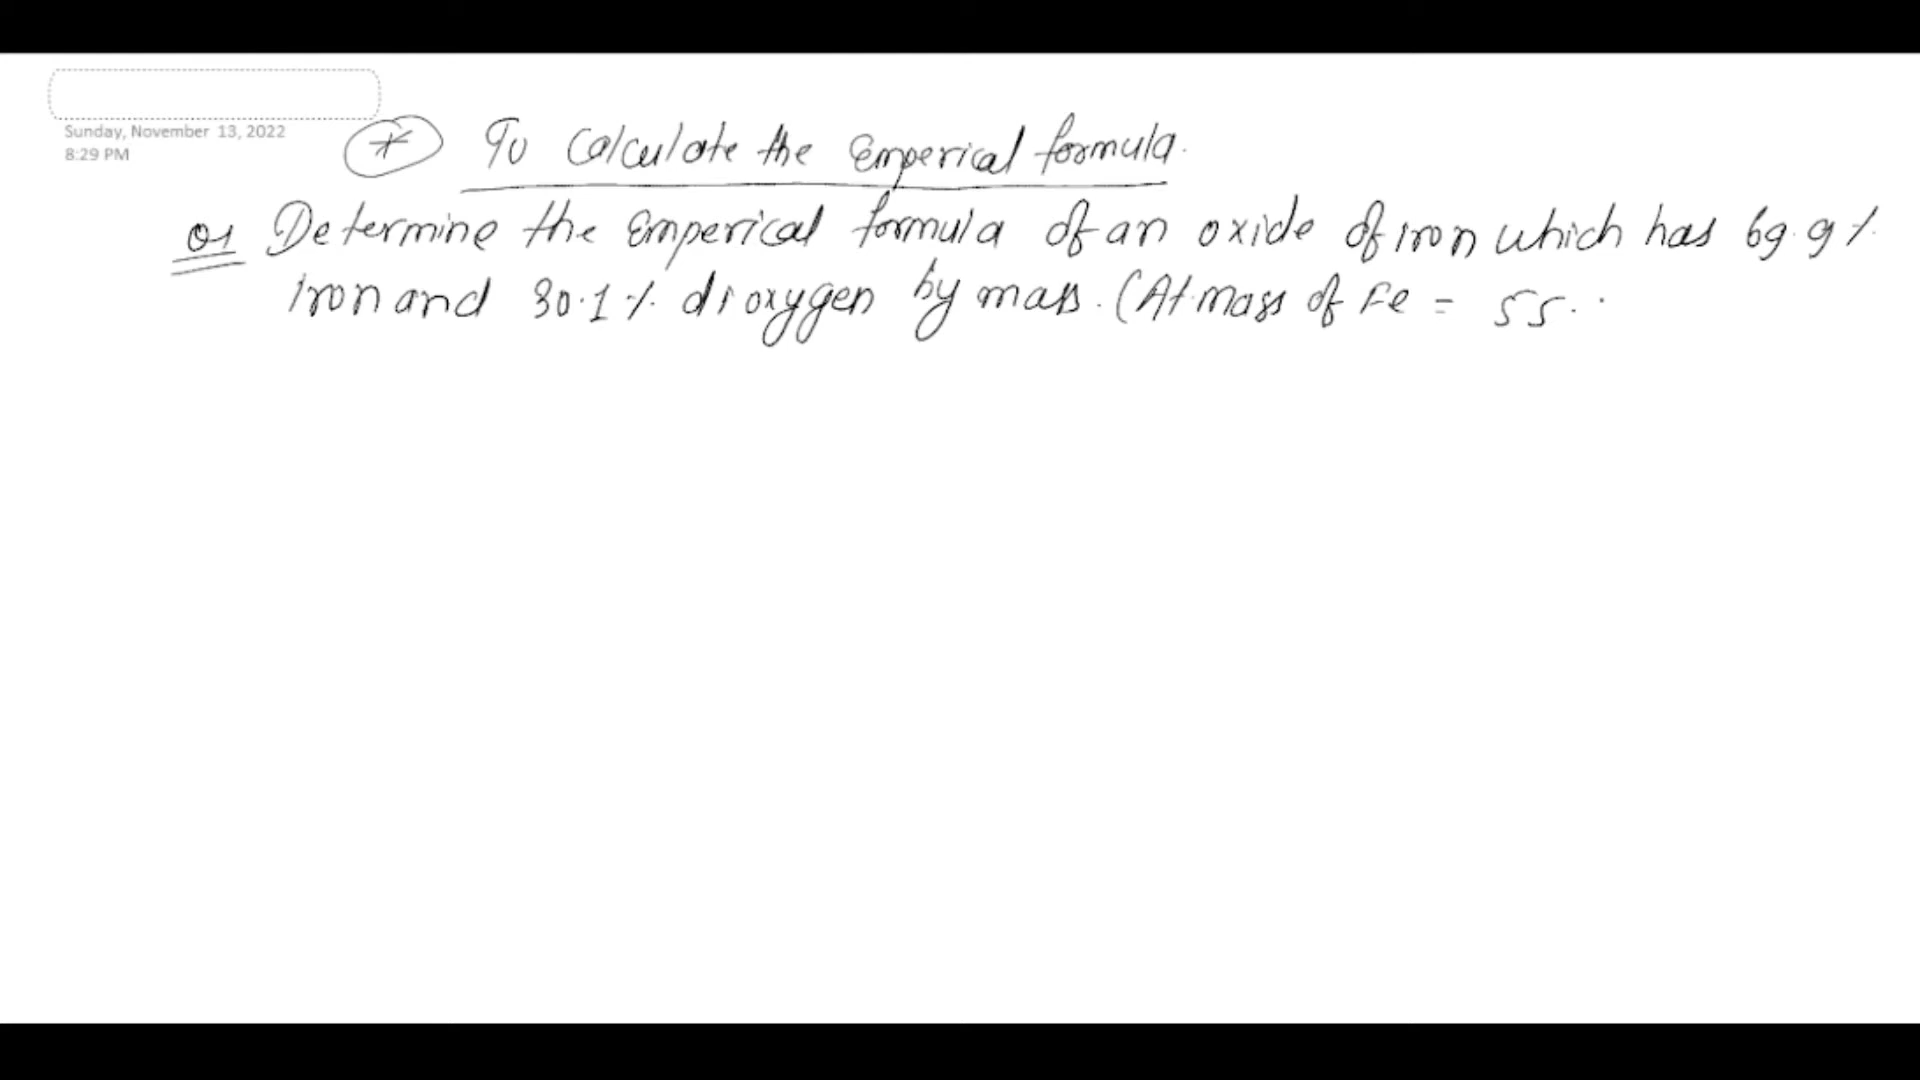 Sunday, November 13, 2022
8:29 PM
* To Calculate the Emperical formula.
Q1 Determine the Emperical formula of an oxide of iron which has 69.9%
iron and 30.1% dioxygen by mass. (At. Mass of Fe = 55.